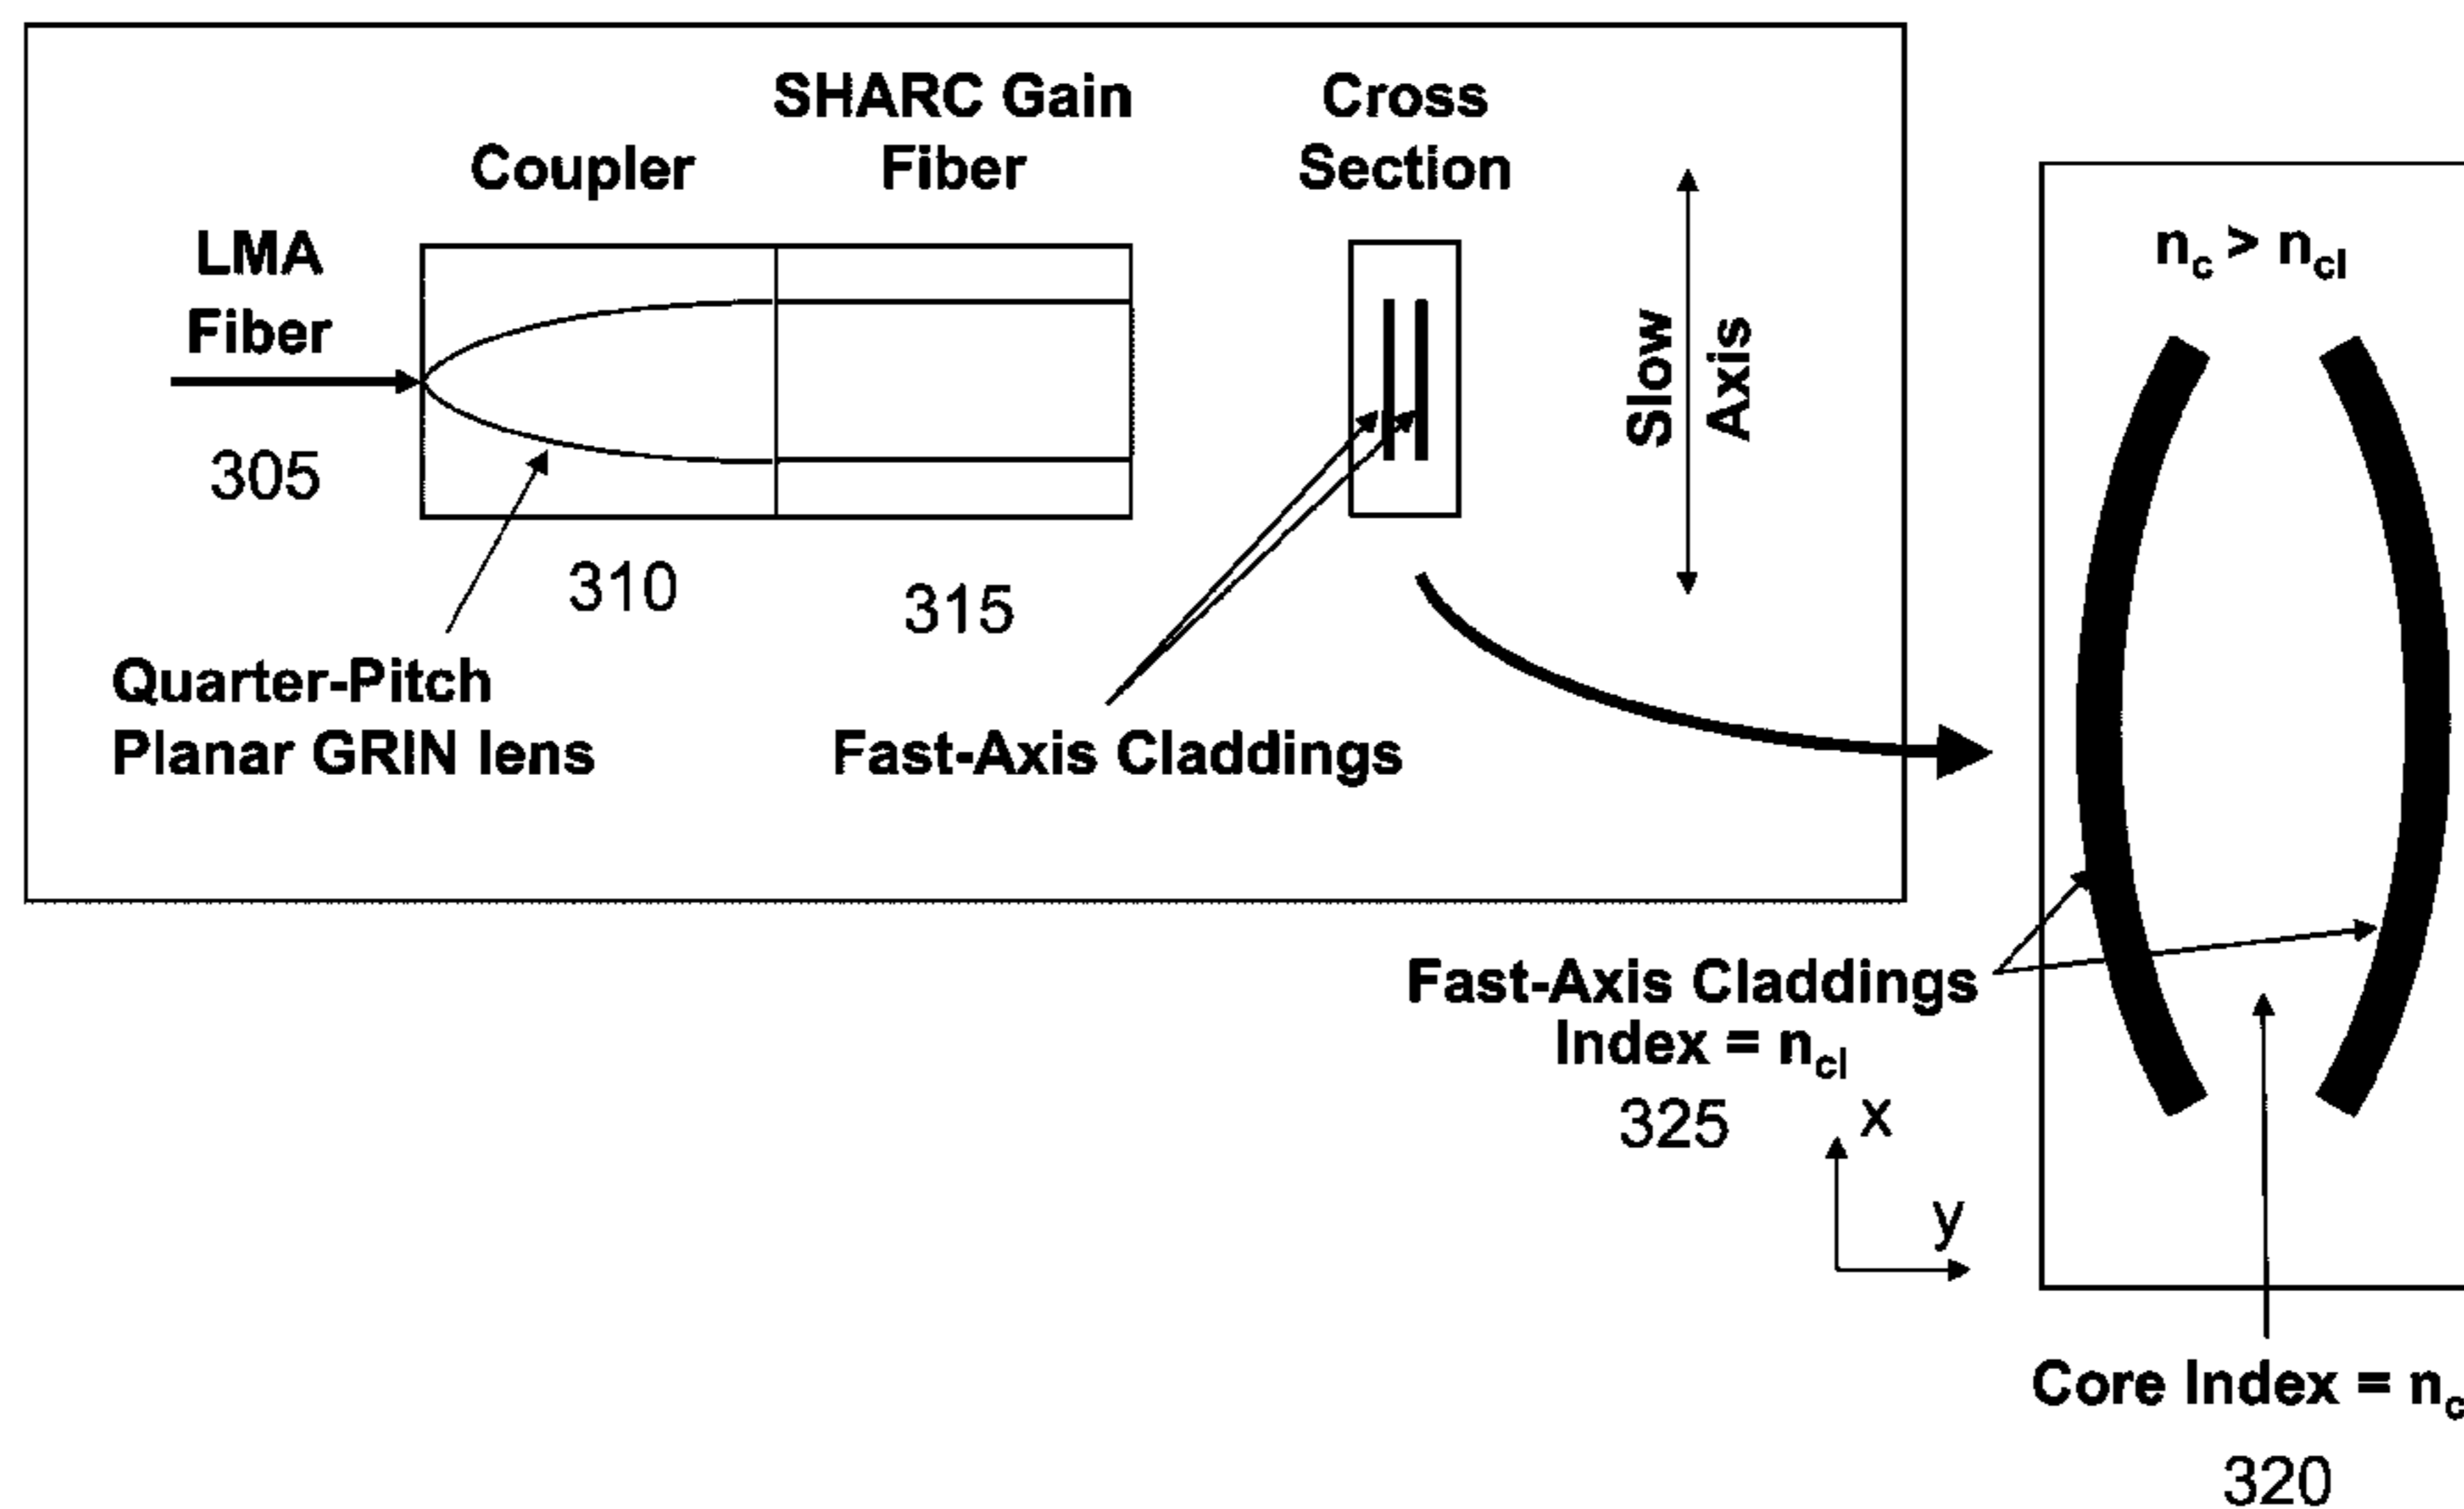 SHARC Gain
Fiber
Cross
Section
Coupler
LMA
Fiber
305
310
315
Quarter-Pitch
Planar GRIN lens
Fast-Axis Claddings
Slow
Axis
n_c > n_cl
Fast-Axis Claddings
Index = n_cl
325
x
y
Core Index = n_c
320